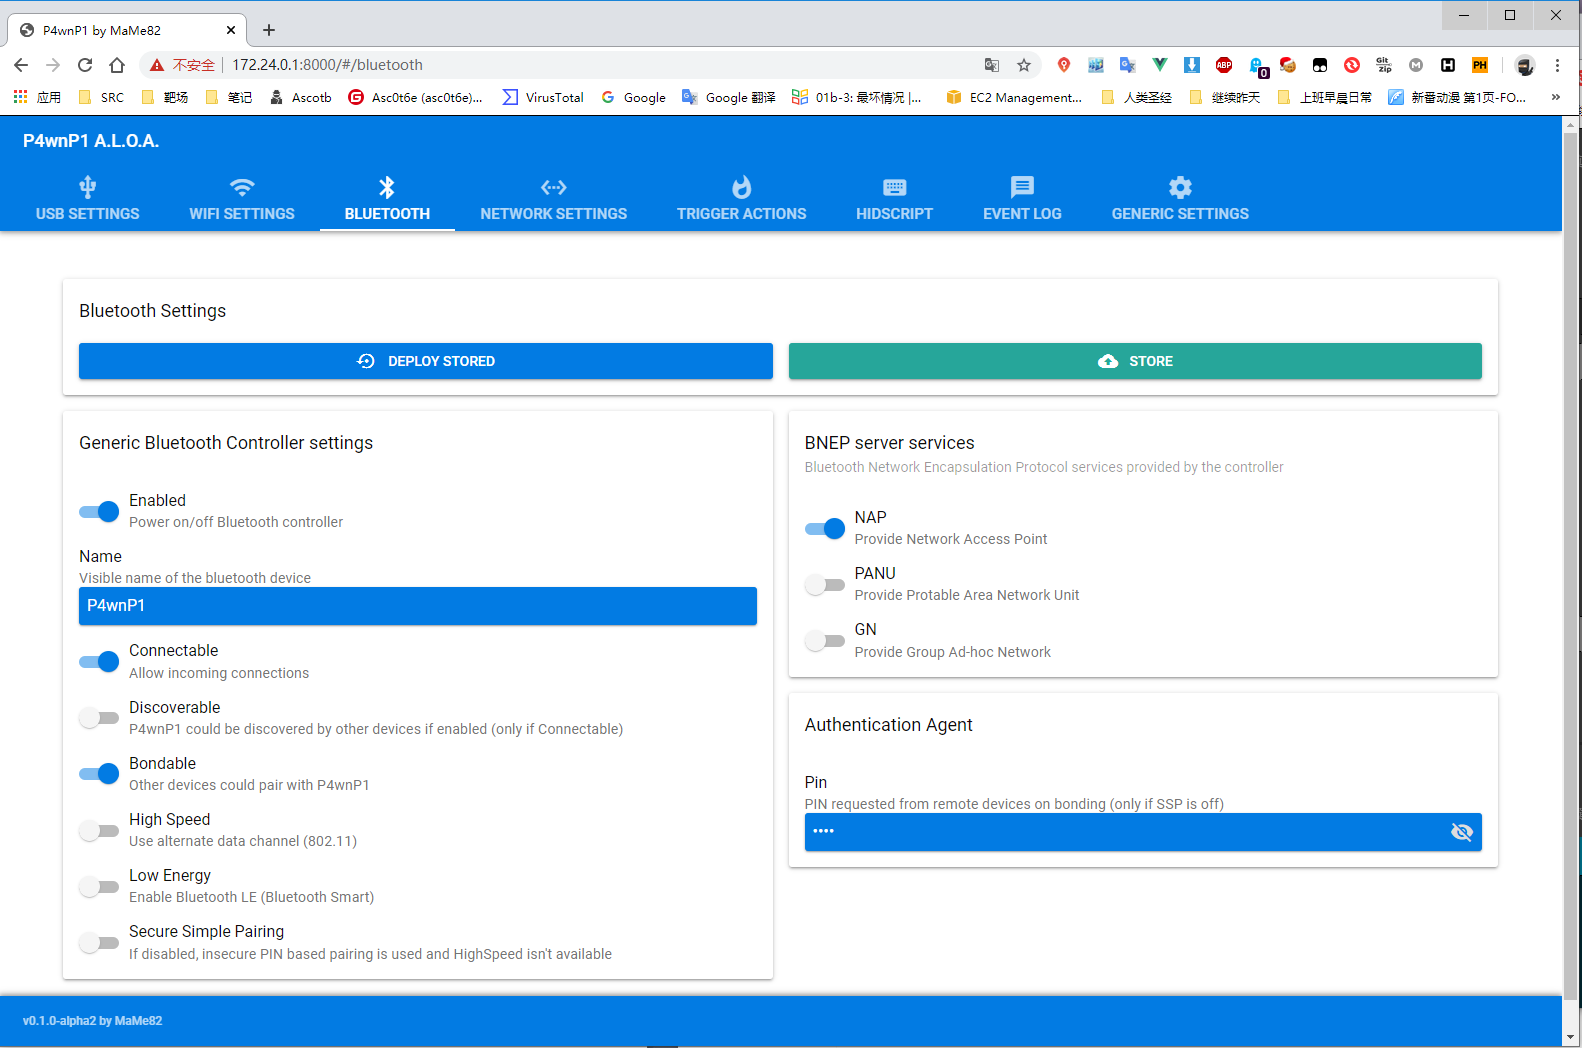 P4wnP1 by MaMe82
不安全 172.24.0.1:8000/#/bluetooth
应用 SRC 靶场 笔记 Ascotb Asc0t6e (asc0t6e)... VirusTotal Google Google 翻译 01b-3: 最坏情况 |... EC2 Management... 人类圣经 继续昨天 上班早晨日常 新番动漫 第1页-FO... »
P4wnP1 A.L.O.A.
USB SETTINGS WIFI SETTINGS BLUETOOTH NETWORK SETTINGS TRIGGER ACTIONS HIDSCRIPT EVENT LOG GENERIC SETTINGS
Bluetooth Settings
DEPLOY STORED STORE
Generic Bluetooth Controller settings
Enabled
Power on/off Bluetooth controller
Name
Visible name of the bluetooth device
P4wnP1
Connectable
Allow incoming connections
Discoverable
P4wnP1 could be discovered by other devices if enabled (only if Connectable)
Bondable
Other devices could pair with P4wnP1
High Speed
Use alternate data channel (802.11)
Low Energy
Enable Bluetooth LE (Bluetooth Smart)
Secure Simple Pairing
If disabled, insecure PIN based pairing is used and HighSpeed isn't available
BNEP server services
Bluetooth Network Encapsulation Protocol services provided by the controller
NAP
Provide Network Access Point
PANU
Provide Protable Area Network Unit
GN
Provide Group Ad-hoc Network
Authentication Agent
Pin
PIN requested from remote devices on bonding (only if SSP is off)
••••
v0.1.0-alpha2 by MaMe82